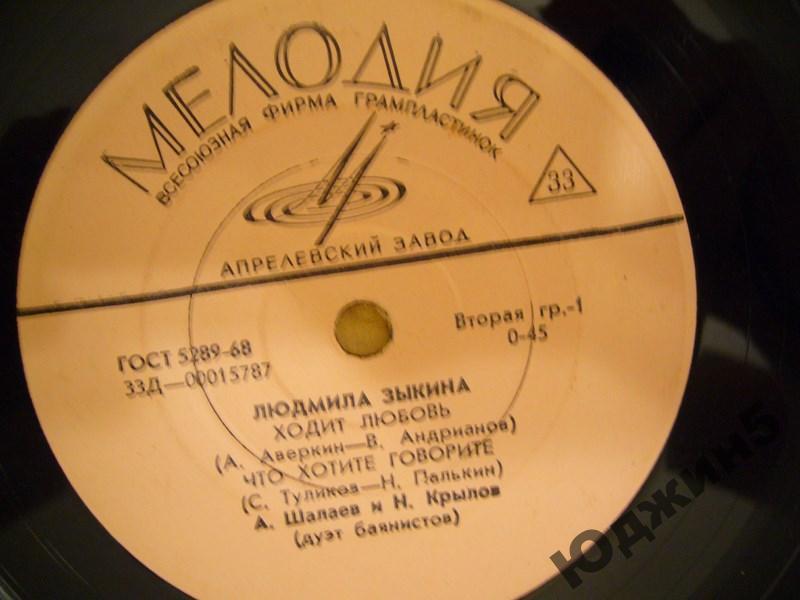 МЕЛОДИЯ
ВСЕСОЮЗНАЯ ФИРМА ГРАМПЛАСТИНОК
33
АПРЕЛЕВСКИЙ ЗАВОД
ГОСТ 5289-68
Вторая гр.-1
33Д—00015787
0-45
ЛЮДМИЛА ЗЫКИНА
ХОДИТ ЛЮБОВЬ
(А. Аверкин—В. Андрианов)
ЧТО ХОТИТЕ ГОВОРИТЕ
(С. Туликов—Н. Палькин)
А. Шалаев и Н. Крылов
(дуэт баянистов)
ЮДЖИН5